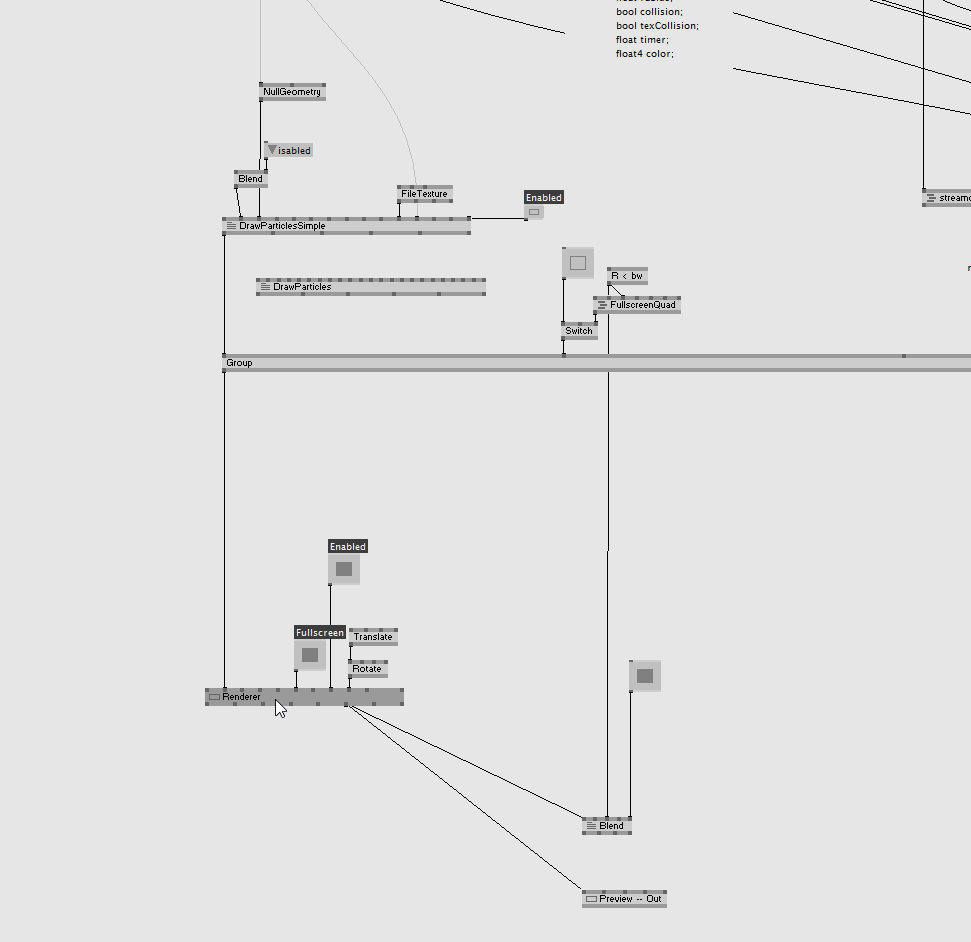 bool collision;
bool texCollision;
float timer;
float4 color;
NullGeometry
isabled
Blend
FileTexture
Enabled
DrawParticlesSimple
DrawParticles
R < bw
FullscreenQuad
Switch
Group
Enabled
Fullscreen
Translate
Rotate
Renderer
Blend
Preview -- Out